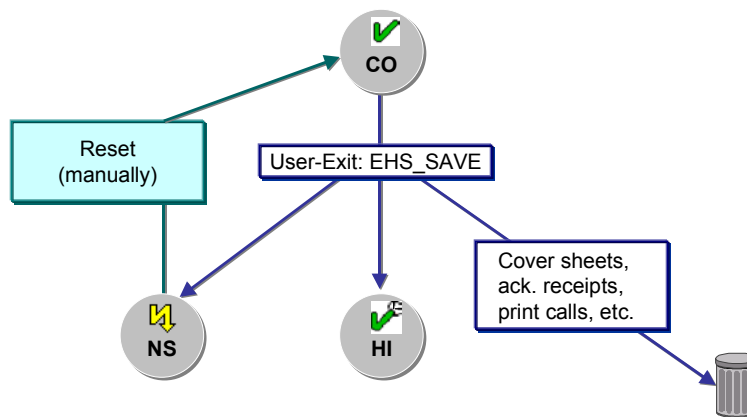 CO
Reset
(manually)
User-Exit: EHS_SAVE
Cover sheets,
ack. receipts,
print calls, etc.
NS
HI